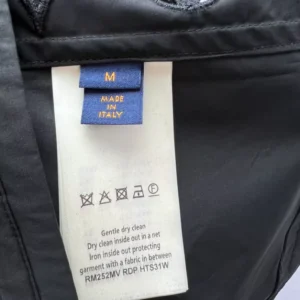 M
MADE
IN
ITALY
Gentle dry clean
Dry clean inside out in a net
Iron inside out protecting
garment with a fabric in between
RM252MV RDP HTS31W